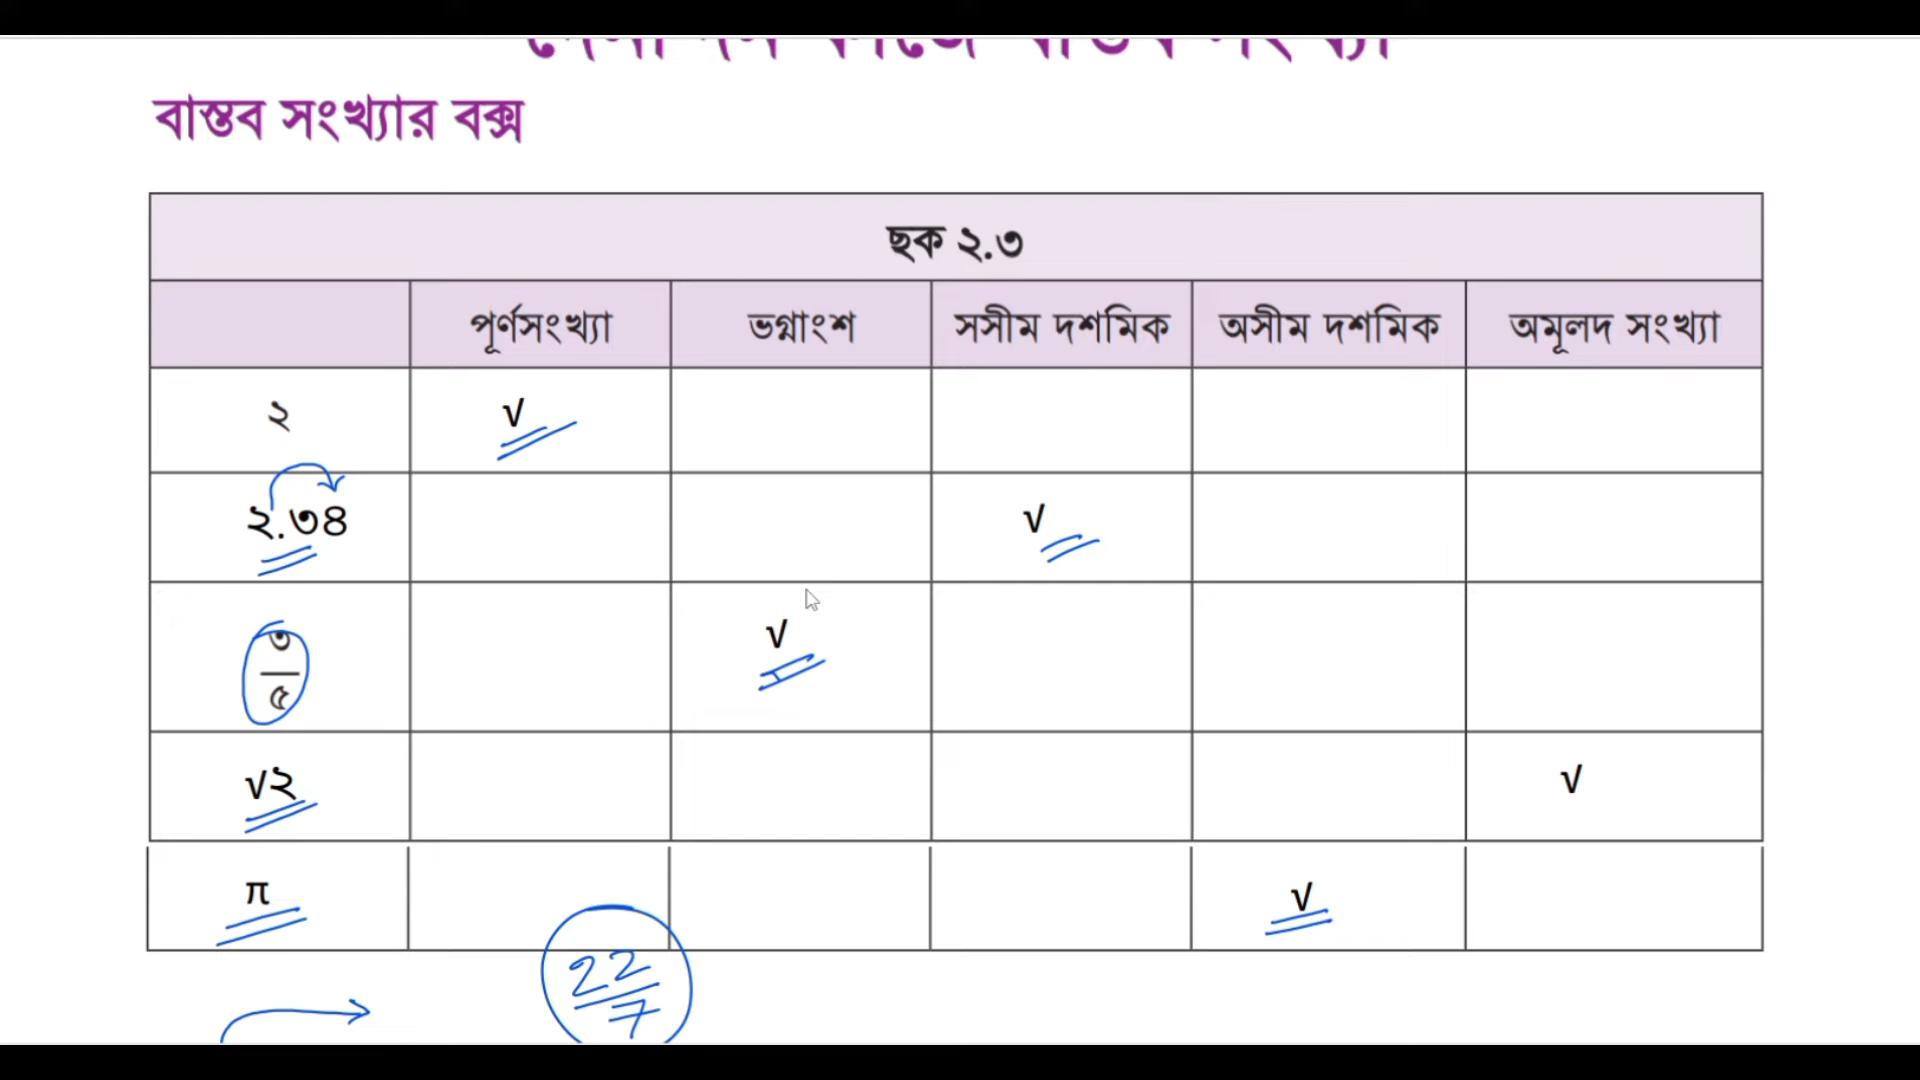 বাস্তব সংখ্যা
বাস্তব সংখ্যার বক্স
ছক ২.৩
পূর্ণসংখ্যা ভগ্নাংশ সসীম দশমিক অসীম দশমিক অমূলদ সংখ্যা
২ √
২.৩৪ √
৩/৫ √
√২ √
π √
22/7